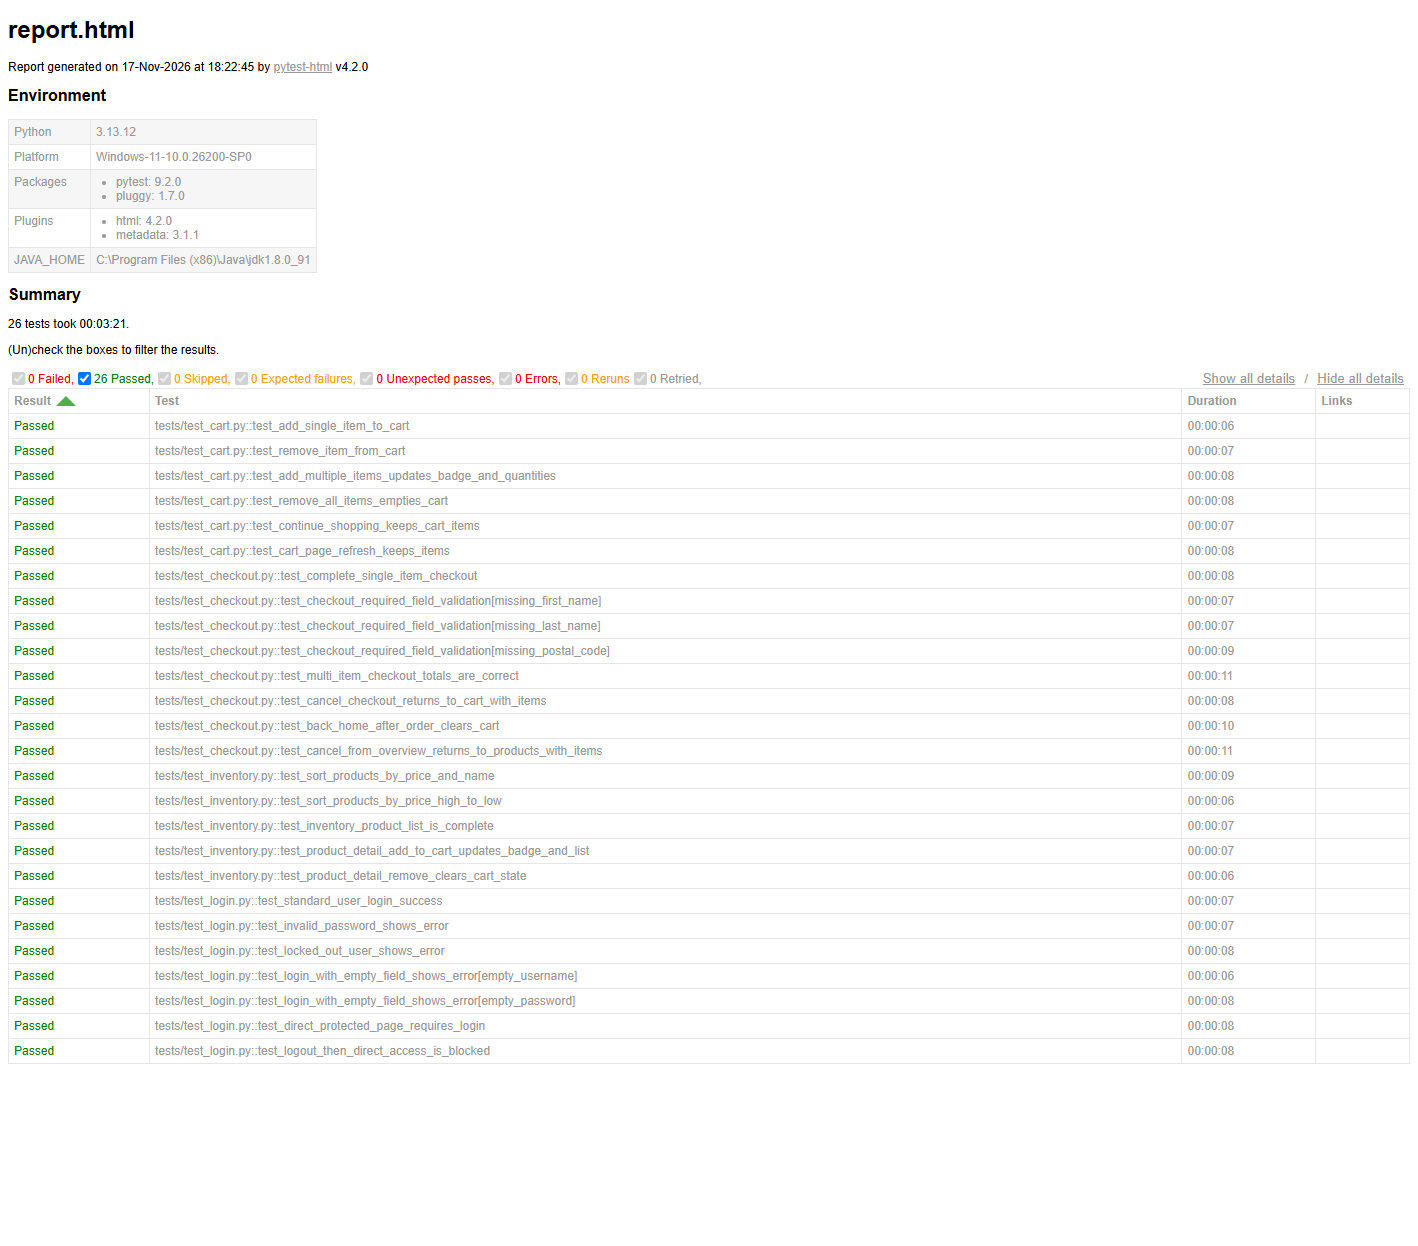 report.html
Report generated on 17-Nov-2026 at 18:22:45 by pytest-html v4.2.0
Environment
Python 3.13.12
Platform Windows-11-10.0.26200-SP0
Packages
pytest: 9.2.0
pluggy: 1.7.0
Plugins
html: 4.2.0
metadata: 3.1.1
JAVA_HOME C:\Program Files (x86)\Java\jdk1.8.0_91
Summary
26 tests took 00:03:21.
(Un)check the boxes to filter the results.
0 Failed, 26 Passed, 0 Skipped, 0 Expected failures, 0 Unexpected passes, 0 Errors, 0 Reruns 0 Retried, Show all details / Hide all details
Result Test Duration Links
Passed tests/test_cart.py::test_add_single_item_to_cart 00:00:06
Passed tests/test_cart.py::test_remove_item_from_cart 00:00:07
Passed tests/test_cart.py::test_add_multiple_items_updates_badge_and_quantities 00:00:08
Passed tests/test_cart.py::test_remove_all_items_empties_cart 00:00:08
Passed tests/test_cart.py::test_continue_shopping_keeps_cart_items 00:00:07
Passed tests/test_cart.py::test_cart_page_refresh_keeps_items 00:00:08
Passed tests/test_checkout.py::test_complete_single_item_checkout 00:00:08
Passed tests/test_checkout.py::test_checkout_required_field_validation[missing_first_name] 00:00:07
Passed tests/test_checkout.py::test_checkout_required_field_validation[missing_last_name] 00:00:07
Passed tests/test_checkout.py::test_checkout_required_field_validation[missing_postal_code] 00:00:09
Passed tests/test_checkout.py::test_multi_item_checkout_totals_are_correct 00:00:11
Passed tests/test_checkout.py::test_cancel_checkout_returns_to_cart_with_items 00:00:08
Passed tests/test_checkout.py::test_back_home_after_order_clears_cart 00:00:10
Passed tests/test_checkout.py::test_cancel_from_overview_returns_to_products_with_items 00:00:11
Passed tests/test_inventory.py::test_sort_products_by_price_and_name 00:00:09
Passed tests/test_inventory.py::test_sort_products_by_price_high_to_low 00:00:06
Passed tests/test_inventory.py::test_inventory_product_list_is_complete 00:00:07
Passed tests/test_inventory.py::test_product_detail_add_to_cart_updates_badge_and_list 00:00:07
Passed tests/test_inventory.py::test_product_detail_remove_clears_cart_state 00:00:06
Passed tests/test_login.py::test_standard_user_login_success 00:00:07
Passed tests/test_login.py::test_invalid_password_shows_error 00:00:07
Passed tests/test_login.py::test_locked_out_user_shows_error 00:00:08
Passed tests/test_login.py::test_login_with_empty_field_shows_error[empty_username] 00:00:06
Passed tests/test_login.py::test_login_with_empty_field_shows_error[empty_password] 00:00:08
Passed tests/test_login.py::test_direct_protected_page_requires_login 00:00:08
Passed tests/test_login.py::test_logout_then_direct_access_is_blocked 00:00:08